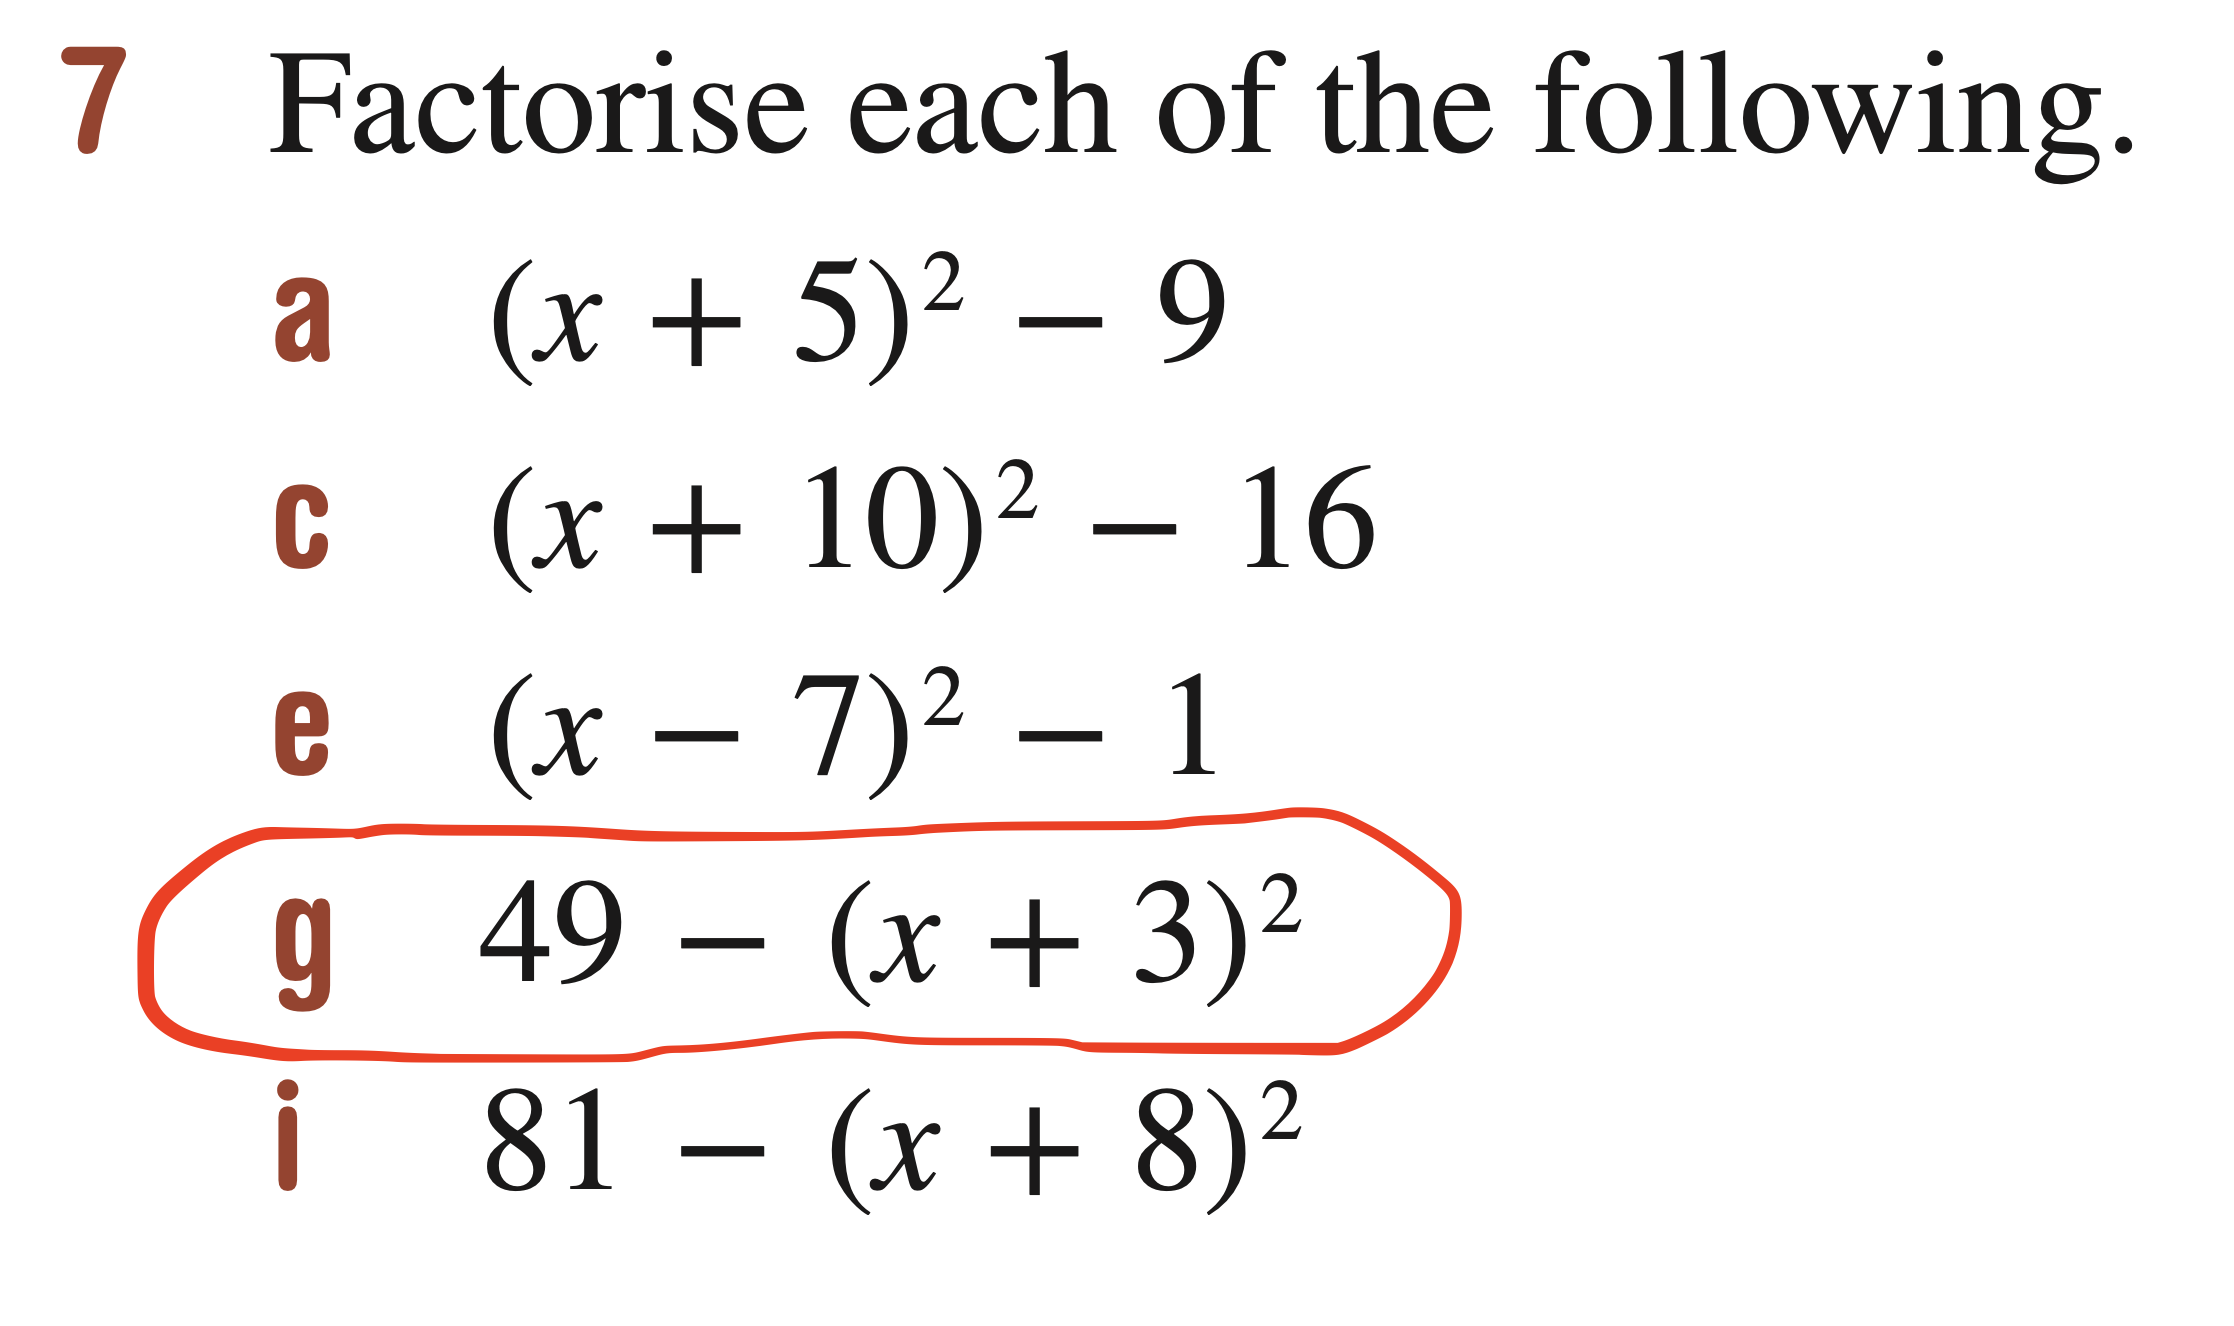 7 Factorise each of the following.
a (x + 5)² − 9
c (x + 10)² − 16
e (x − 7)² − 1
g 49 − (x + 3)²
i 81 − (x + 8)²